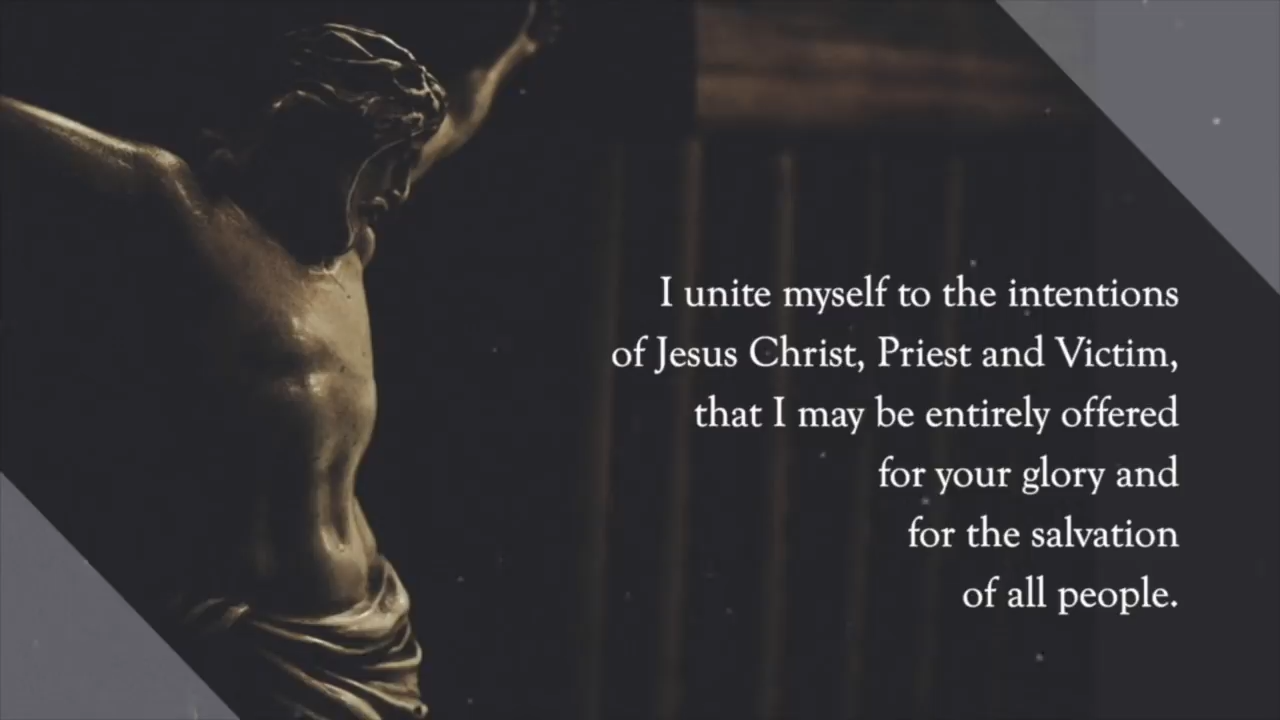 I unite myself to the intentions
of Jesus Christ, Priest and Victim,
that I may be entirely offered
for your glory and
for the salvation
of all people.